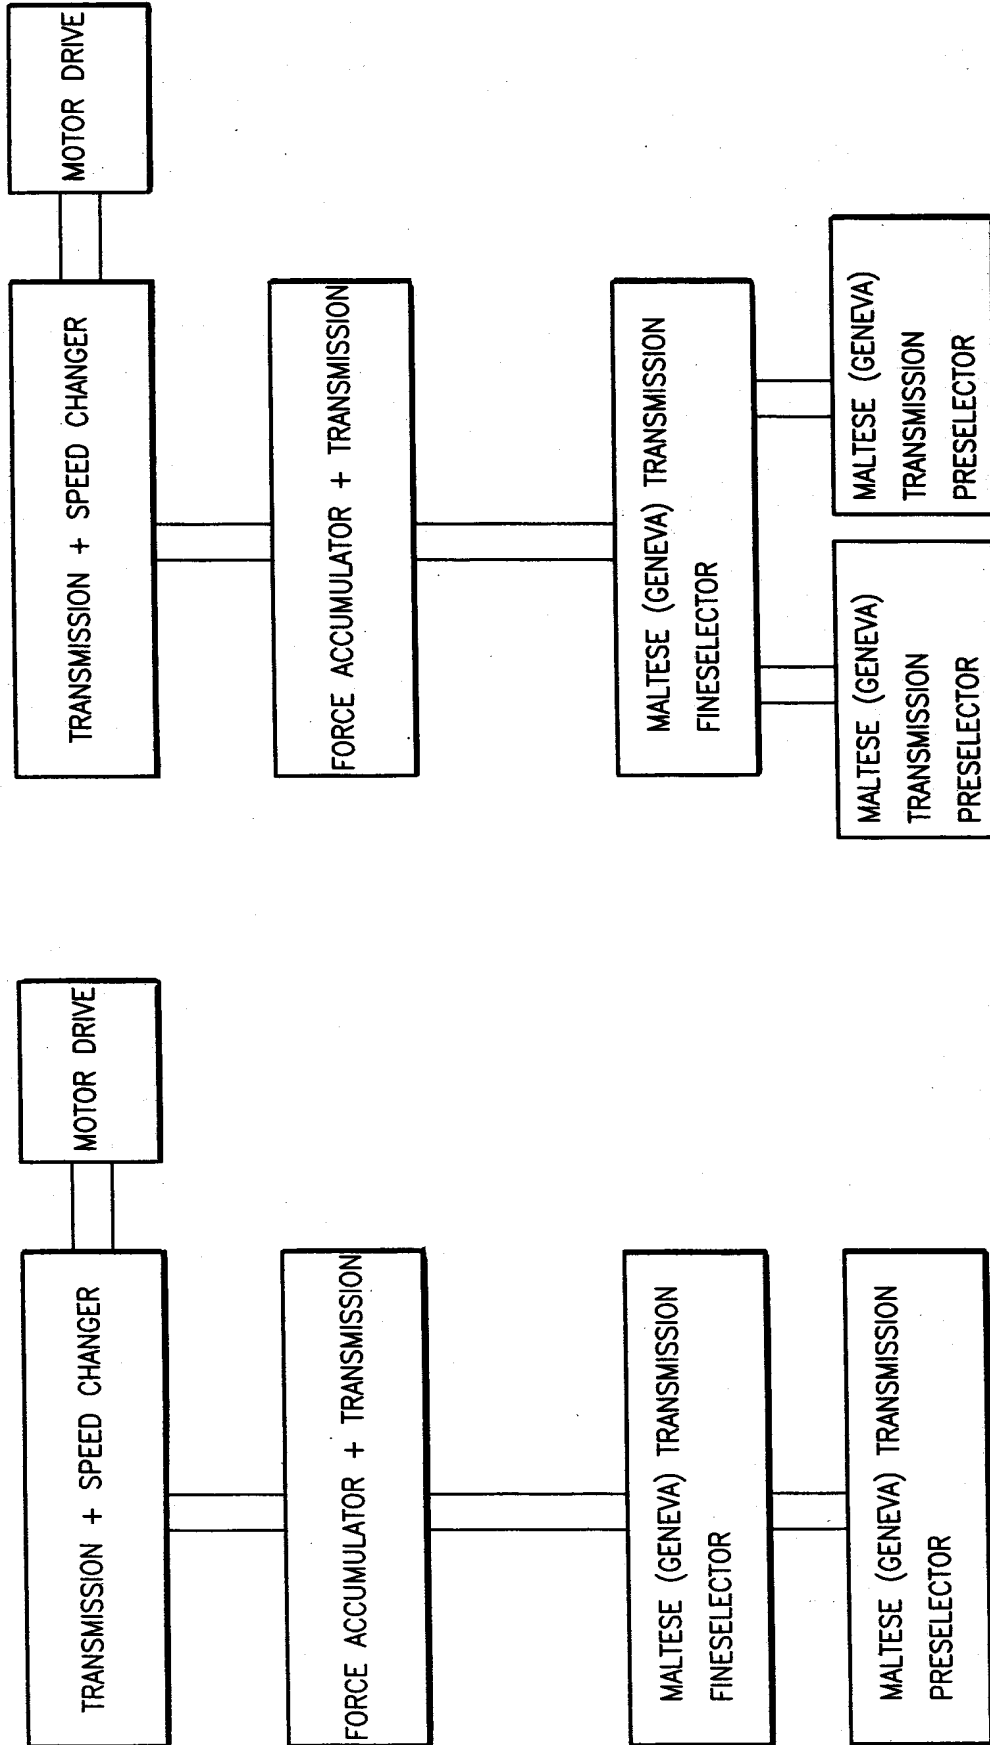 TRANSMISSION + SPEED CHANGER
MOTOR DRIVE
FORCE ACCUMULATOR + TRANSMISSION
MALTESE (GENEVA) TRANSMISSION
FINESELECTOR
MALTESE (GENEVA) TRANSMISSION
PRESELECTOR
TRANSMISSION + SPEED CHANGER
MOTOR DRIVE
FORCE ACCUMULATOR + TRANSMISSION
MALTESE (GENEVA) TRANSMISSION
FINESELECTOR
MALTESE (GENEVA)
TRANSMISSION
PRESELECTOR
MALTESE (GENEVA)
TRANSMISSION
PRESELECTOR